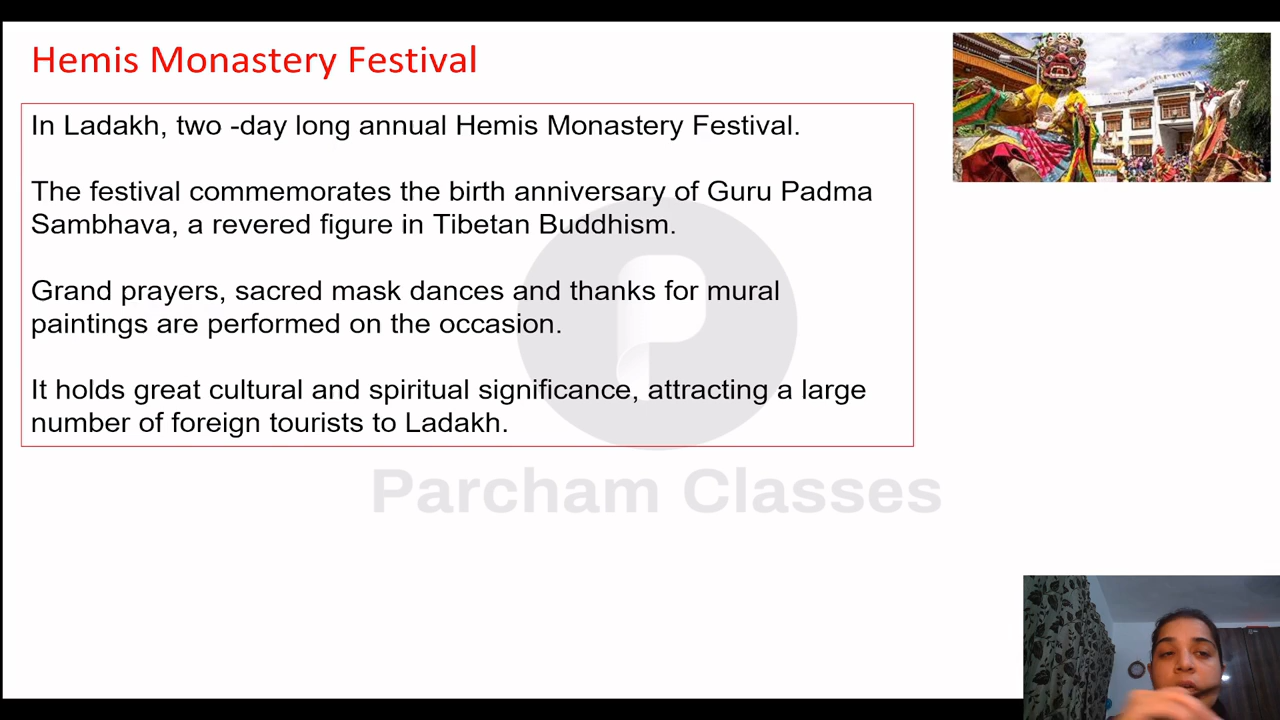 Hemis Monastery Festival
In Ladakh, two -day long annual Hemis Monastery Festival.
The festival commemorates the birth anniversary of Guru Padma
Sambhava, a revered figure in Tibetan Buddhism.
Grand prayers, sacred mask dances and thanks for mural
paintings are performed on the occasion.
It holds great cultural and spiritual significance, attracting a large
number of foreign tourists to Ladakh.
Parcham Classes